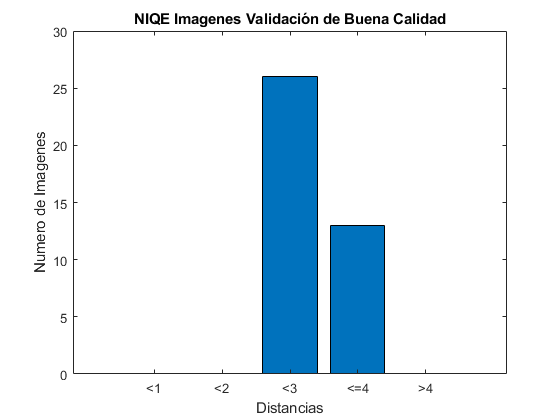 NIQE Imagenes Validación de Buena Calidad
30
25
20
15
10
5
0
Numero de Imagenes
<1 <2 <3 <=4 >4
Distancias